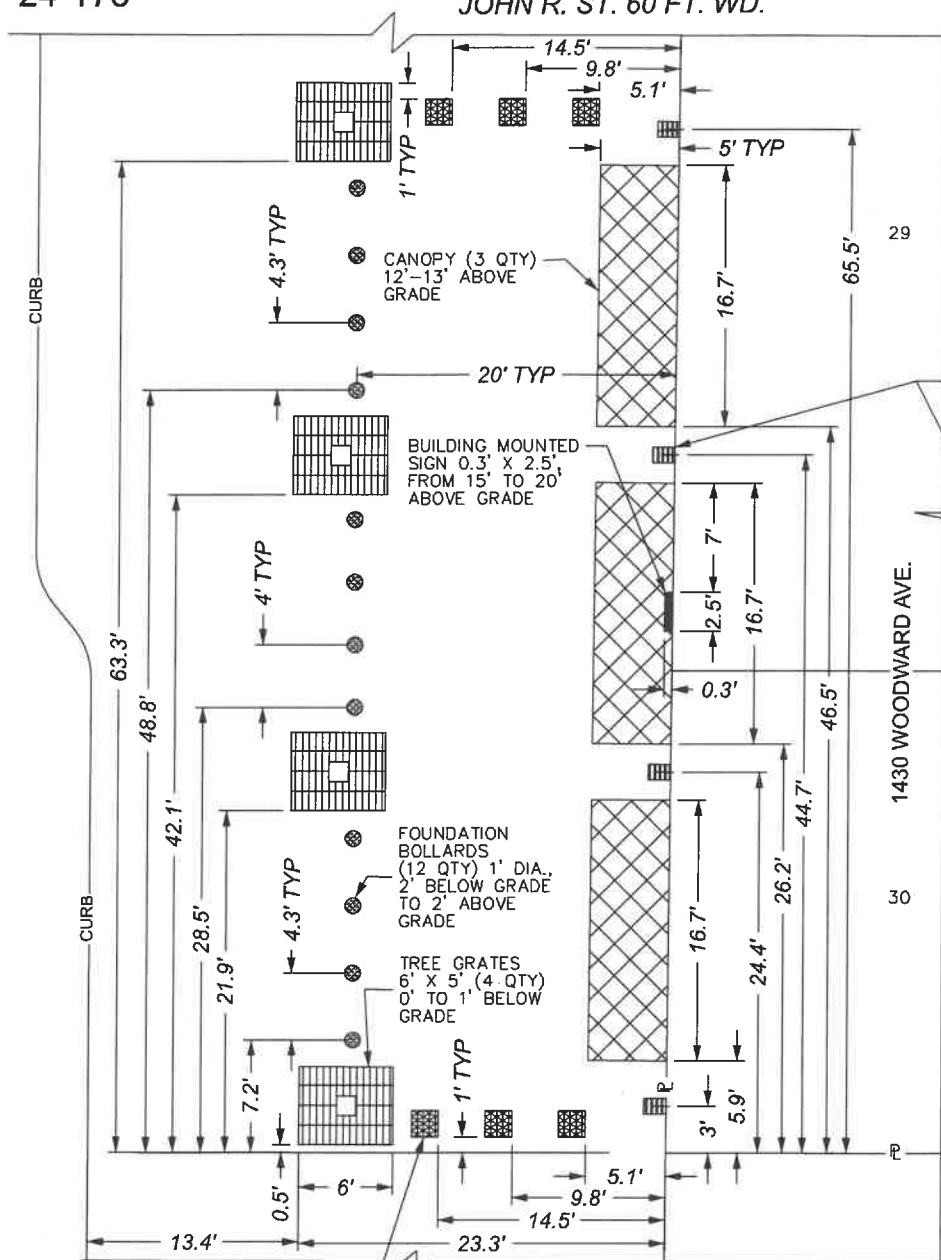 JOHN R. ST. 60 FT. WD.
14.5'
9.8'
5.1'
5' TYP
1' TYP
CURB
4.3' TYP
CANOPY (3 QTY)
12'-13' ABOVE
GRADE
16.7'
65.5'
29
20' TYP
BUILDING MOUNTED
SIGN 0.3' X 2.5',
FROM 15' TO 20'
ABOVE GRADE
7'
2.5'
16.7'
0.3'
4' TYP
63.3'
48.8'
42.1'
28.5'
21.9'
46.5'
44.7'
26.2'
24.4'
1430 WOODWARD AVE.
CURB
FOUNDATION
BOLLARDS
(12 QTY) 1' DIA.,
2' BELOW GRADE
TO 2' ABOVE
GRADE
4.3' TYP
16.7'
30
TREE GRATES
6' X 5' (4 QTY)
0' TO 1' BELOW
GRADE
7.2'
1' TYP
PL
3'
5.9'
PL
0.5'
6'
5.1'
9.8'
14.5'
13.4'
23.3'